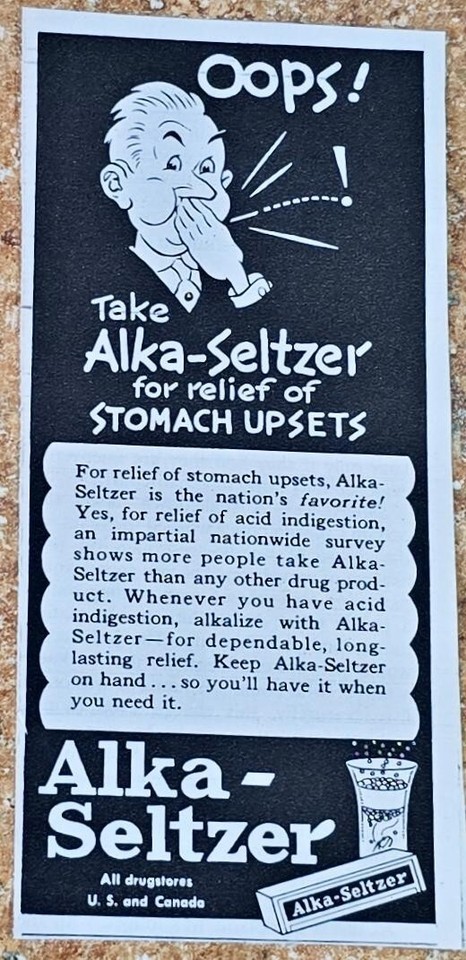 OOPS!
Take
Alka-Seltzer
for relief of
STOMACH UPSETS
For relief of stomach upsets, Alka-
Seltzer is the nation's favorite!
Yes, for relief of acid indigestion,
an impartial nationwide survey
shows more people take Alka-
Seltzer than any other drug prod-
uct. Whenever you have acid
indigestion, alkalize with Alka-
Seltzer—for dependable, long-
lasting relief. Keep Alka-Seltzer
on hand...so you'll have it when
you need it.
Alka-
Seltzer
All drugstores
U. S. and Canada
Alka-Seltzer